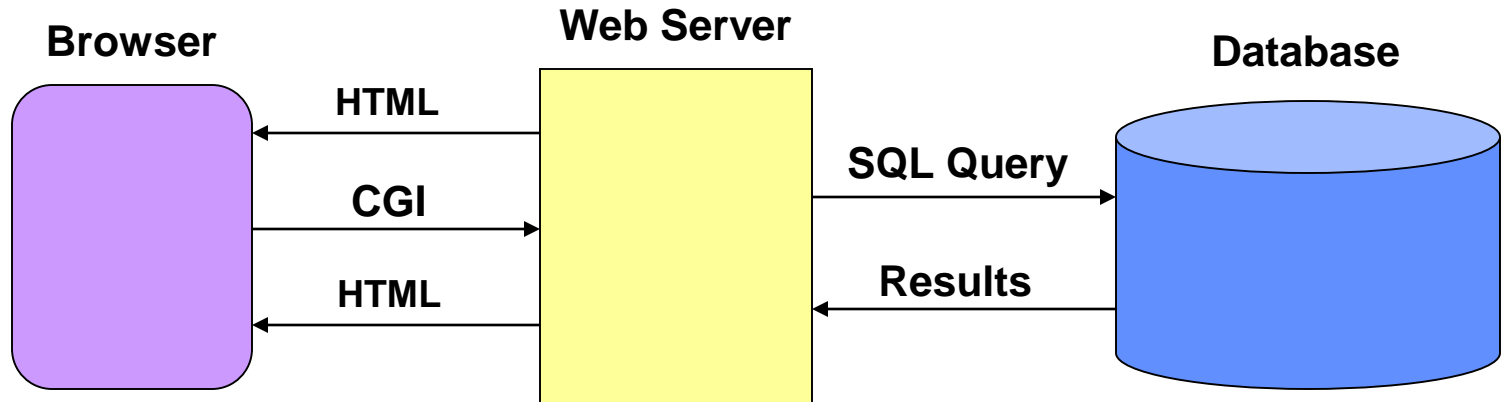 Browser
Web Server
Database
HTML
CGI
HTML
SQL Query
Results